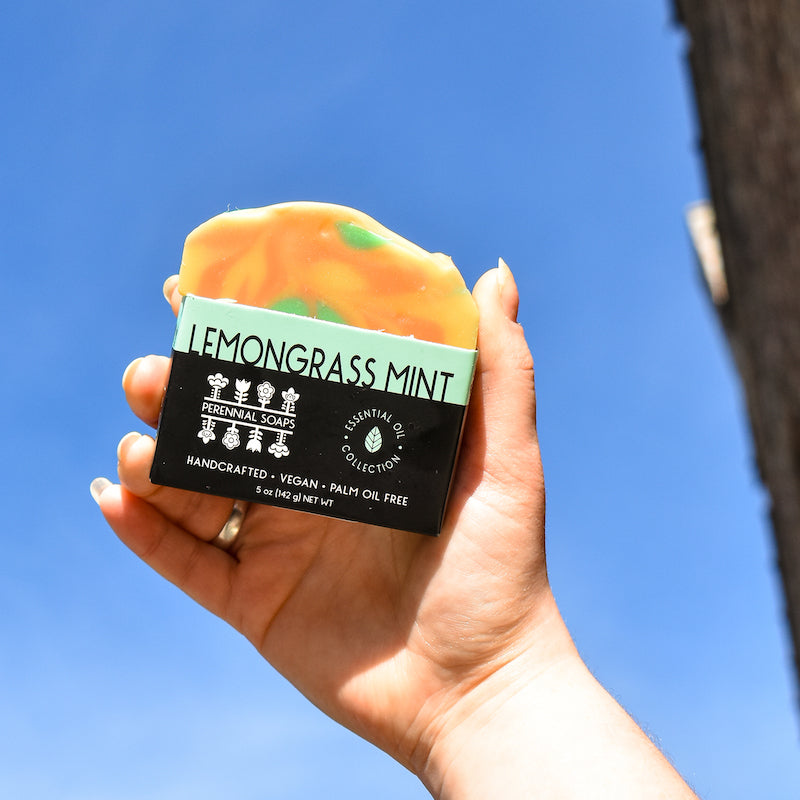 LEMONGRASS MINT
PERENNIAL SOAPS
• ESSENTIAL OIL •
COLLECTION
HANDCRAFTED • VEGAN • PALM OIL FREE
5 oz (142 g) NET WT